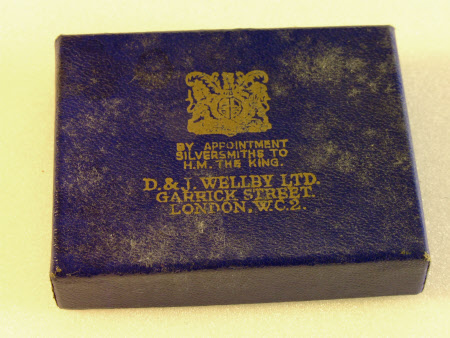 BY APPOINTMENT
SILVERSMITHS TO
H.M. THE KING.
D. & J. WELLBY LTD.
GARRICK STREET.
LONDON, W.C.2.